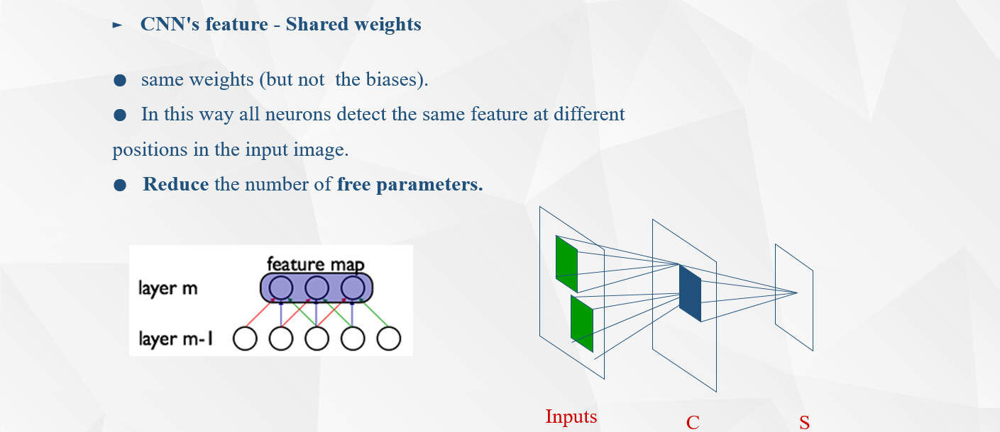 ► CNN's feature - Shared weights
● same weights (but not the biases).
● In this way all neurons detect the same feature at different
positions in the input image.
● Reduce the number of free parameters.
feature map
layer m
layer m-1
Inputs
C
S